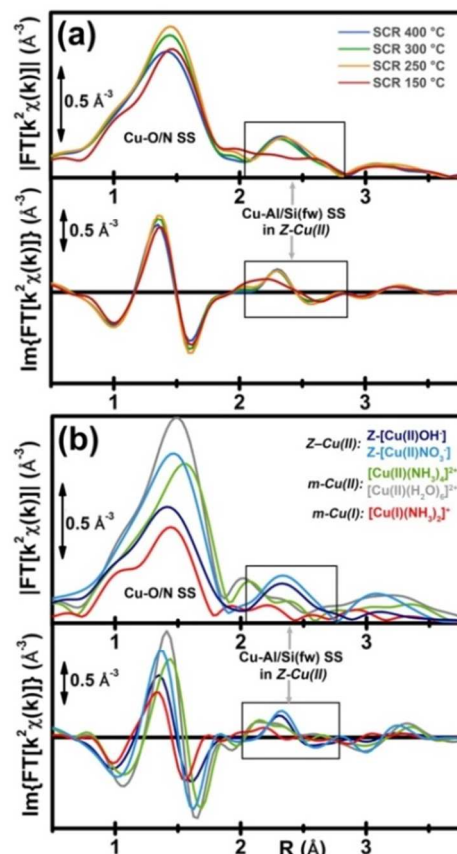 (a)
SCR 400 °C
SCR 300 °C
SCR 250 °C
SCR 150 °C
|FT[k²χ(k)]| (Å⁻³)
0.5 Å⁻³
Cu-O/N SS
Cu-Al/Si(fw) SS
in Z-Cu(II)
Im{FT[k²χ(k)]} (Å⁻³)
0.5 Å⁻³
1 2 3
(b)
Z–Cu(II): Z-[Cu(II)OH⁻]
Z-[Cu(II)NO₃⁻]
m-Cu(II): [Cu(II)(NH₃)₄]²⁺
[Cu(II)(H₂O)₆]²⁺
m-Cu(I): [Cu(I)(NH₃)₂]⁺
|FT[k²χ(k)]| (Å⁻³)
0.5 Å⁻³
Cu-O/N SS
Cu-Al/Si(fw) SS
in Z-Cu(II)
Im{FT[k²χ(k)]} (Å⁻³)
0.5 Å⁻³
1 2 R (Å) 3